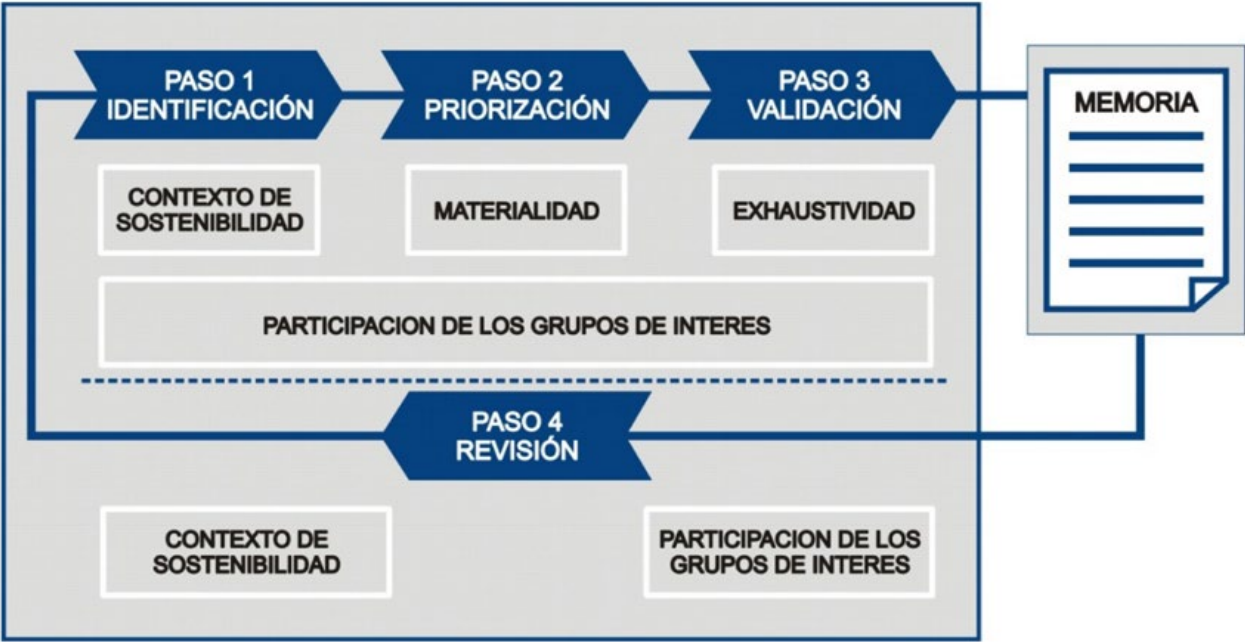 PASO 1
IDENTIFICACIÓN
PASO 2
PRIORIZACIÓN
PASO 3
VALIDACIÓN
MEMORIA
CONTEXTO DE
SOSTENIBILIDAD
MATERIALIDAD
EXHAUSTIVIDAD
PARTICIPACION DE LOS GRUPOS DE INTERES
PASO 4
REVISIÓN
CONTEXTO DE
SOSTENIBILIDAD
PARTICIPACION DE LOS
GRUPOS DE INTERES